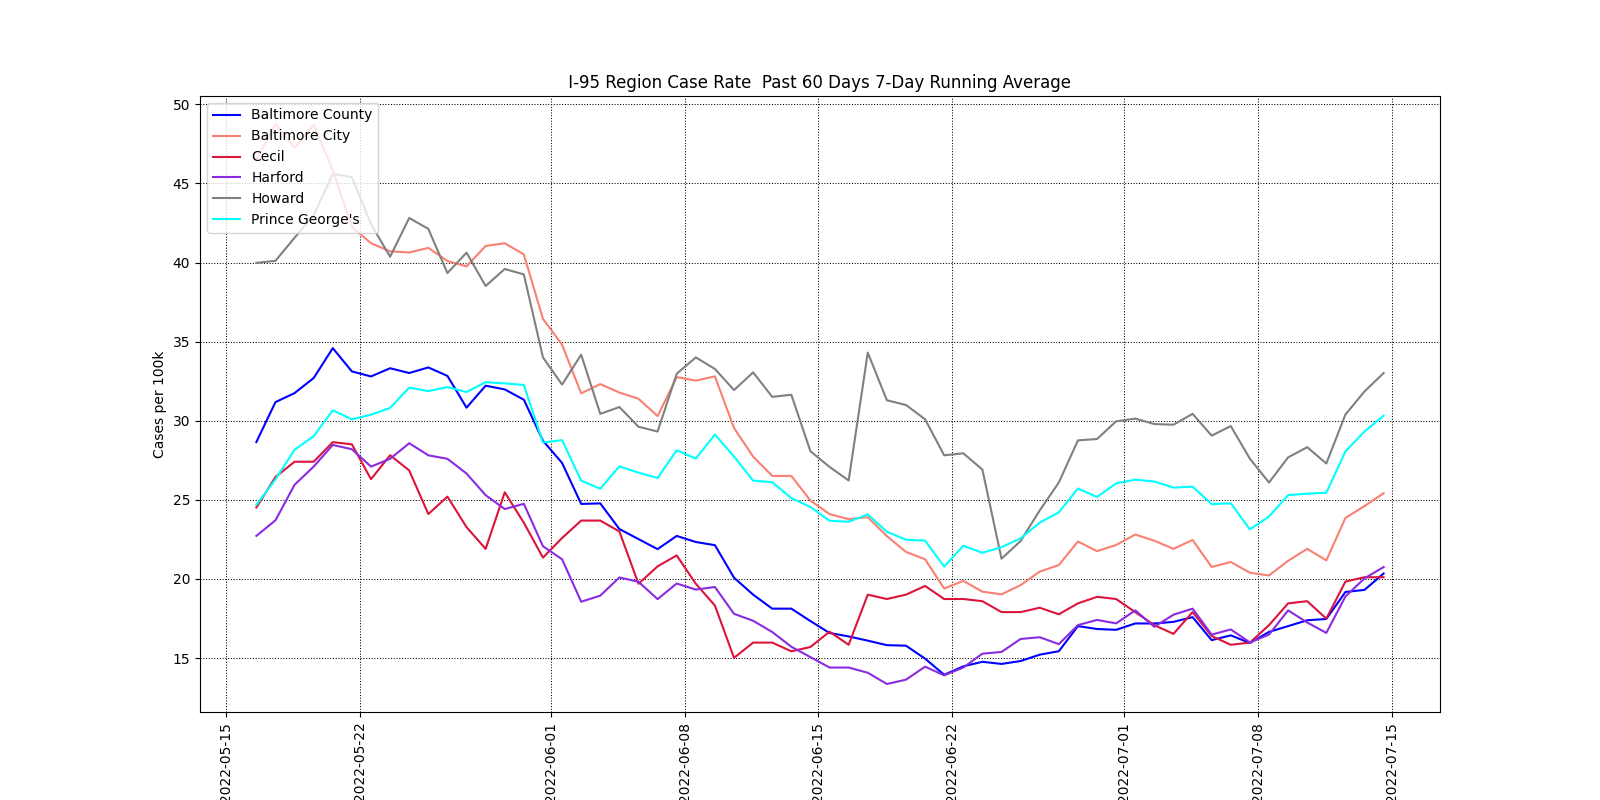 I-95 Region Case Rate  Past 60 Days 7-Day Running Average
Cases per 100k
50
45
40
35
30
25
20
15
Baltimore County
Baltimore City
Cecil
Harford
Howard
Prince George's
2022-05-15
2022-05-22
2022-06-01
2022-06-08
2022-06-15
2022-06-22
2022-07-01
2022-07-08
2022-07-15